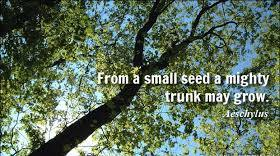 From a small seed a mighty
trunk may grow.
Aeschylus